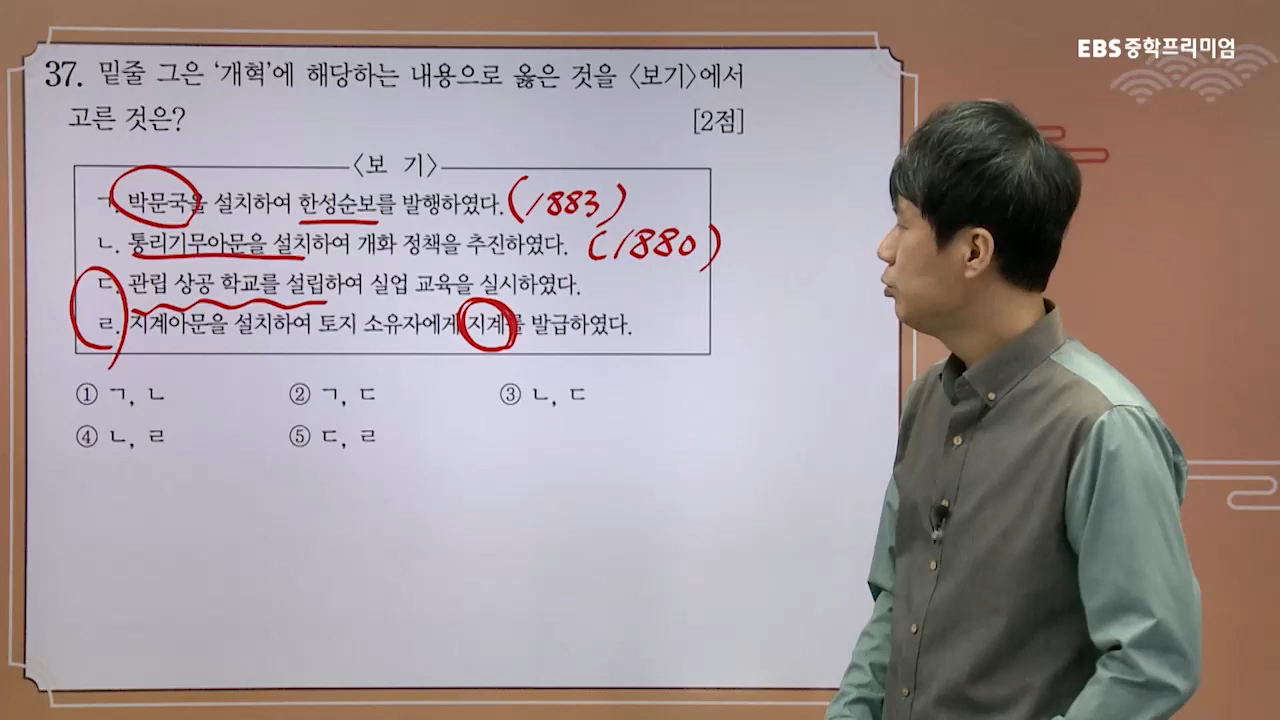 EBS 중학프리미엄
37. 밑줄 그은 '개혁'에 해당하는 내용으로 옳은 것을 〈보기〉에서
고른 것은? [2점]
〈보 기〉
ㄱ. 박문국을 설치하여 한성순보를 발행하였다. (1883)
ㄴ. 통리기무아문을 설치하여 개화 정책을 추진하였다. (1880)
ㄷ. 관립 상공 학교를 설립하여 실업 교육을 실시하였다.
ㄹ. 지계아문을 설치하여 토지 소유자에게 지계를 발급하였다.
① ㄱ, ㄴ ② ㄱ, ㄷ ③ ㄴ, ㄷ
④ ㄴ, ㄹ ⑤ ㄷ, ㄹ